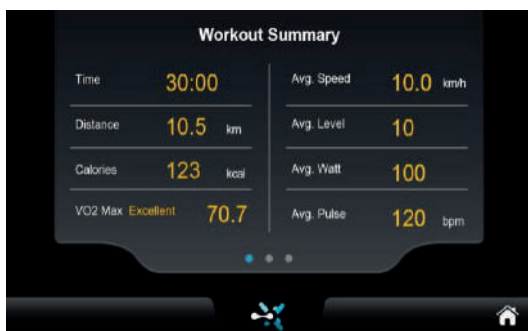 Workout Summary
Time 30:00
Distance 10.5 km
Calories 123 kcal
VO2 Max Excellent 70.7
Avg. Speed 10.0 km/h
Avg. Level 10
Avg. Watt 100
Avg. Pulse 120 bpm